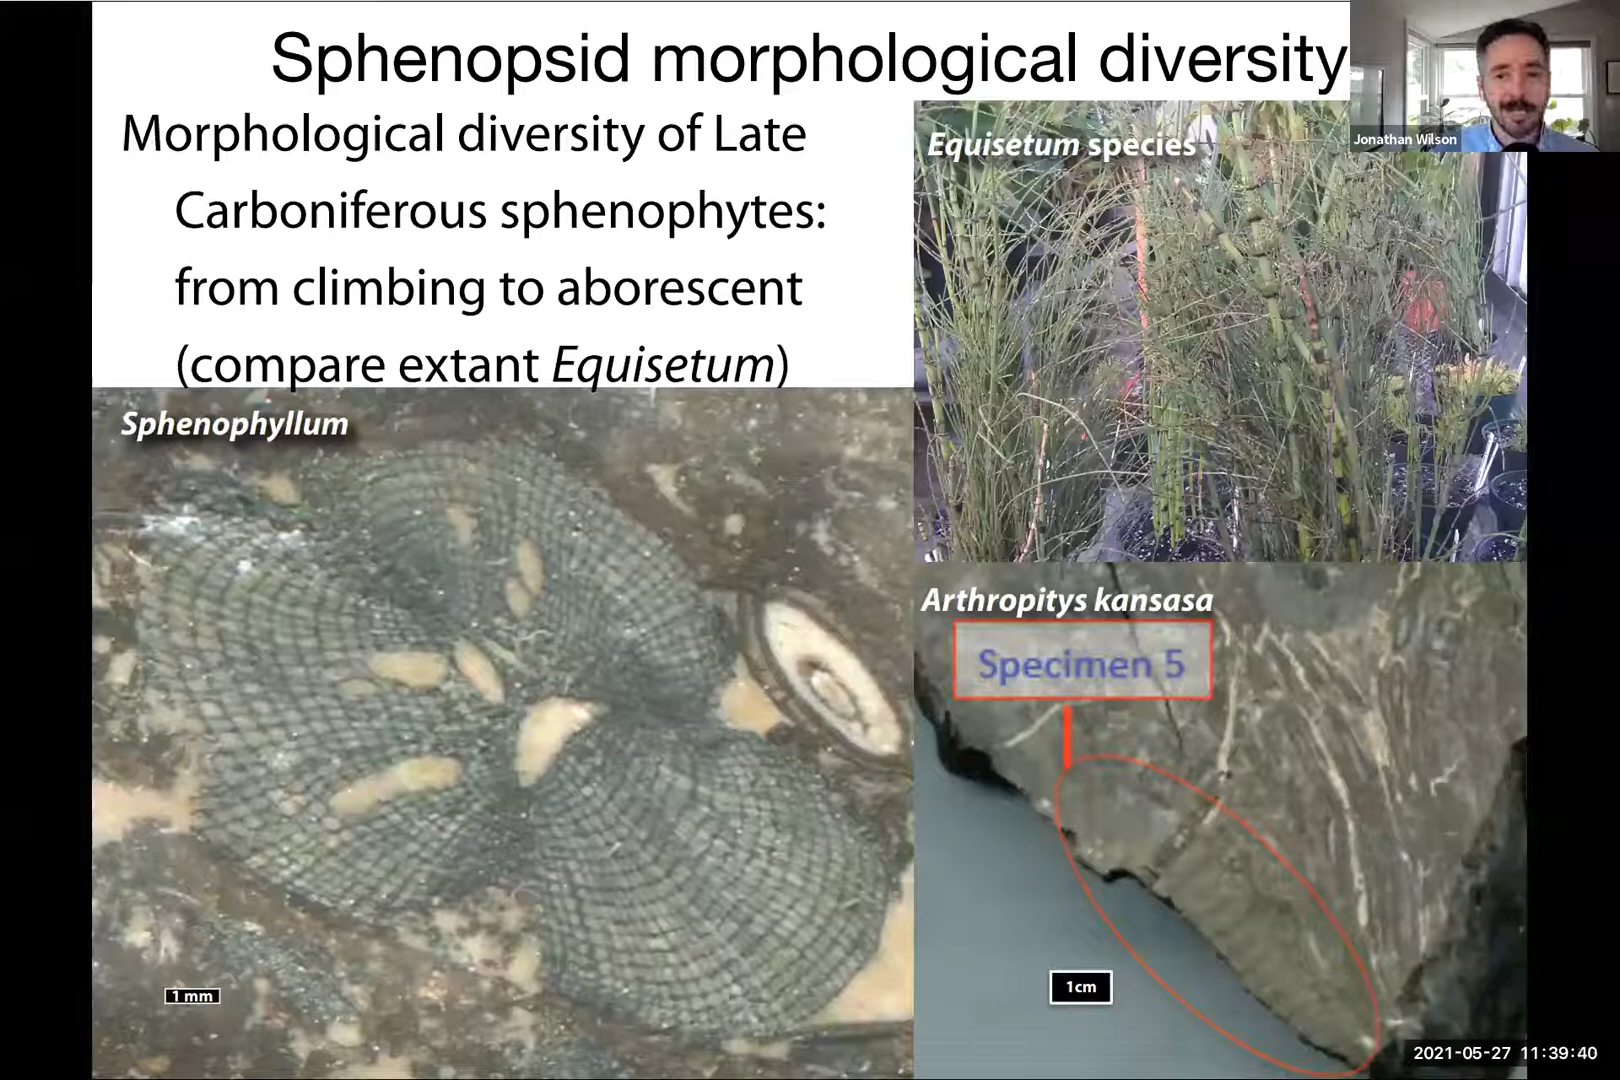 Sphenopsid morphological diversity
Morphological diversity of Late
Carboniferous sphenophytes:
from climbing to aborescent
(compare extant Equisetum)
Equisetum species
Jonathan Wilson
Sphenophyllum
Arthropitys kansasa
Specimen 5
1 mm
1cm
2021-05-27 11:39:40